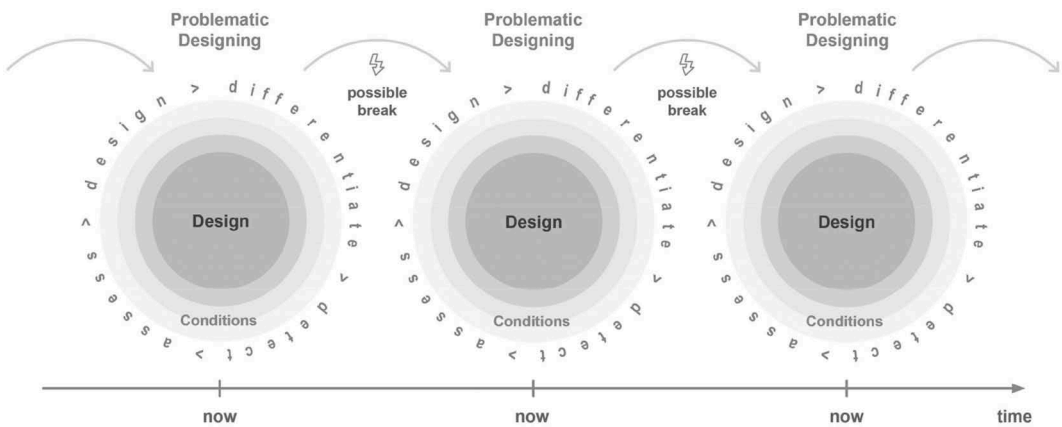 Problematic
Designing
Problematic
Designing
Problematic
Designing
possible
break
possible
break
design > differentiate > detect > assess >
design > differentiate > detect > assess >
design > differentiate > detect > assess >
Design
Design
Design
Conditions
Conditions
Conditions
now
now
now
time